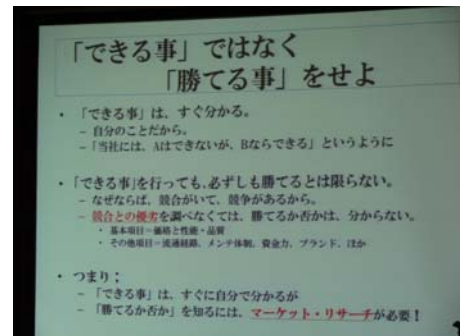 「できる事」ではなく
「勝てる事」をせよ
・ 「できる事」は、すぐ分かる。
– 自分のことだから。
– 「当社には、Aはできないが、Bならできる」というように
・ 「できる事」を行っても、必ずしも勝てるとは限らない。
– なぜならば、競合がいて、競争があるから。
– 競合との優劣を調べなくては、勝てるか否かは、分からない。
・ 基本項目=価格と性能・品質
・ その他項目=流通経路、メンテ体制、資金力、ブランド、ほか
・ つまり;
– 「できる事」は、すぐに自分で分かるが
– 「勝てるか否か」を知るには、マーケット・リサーチが必要!